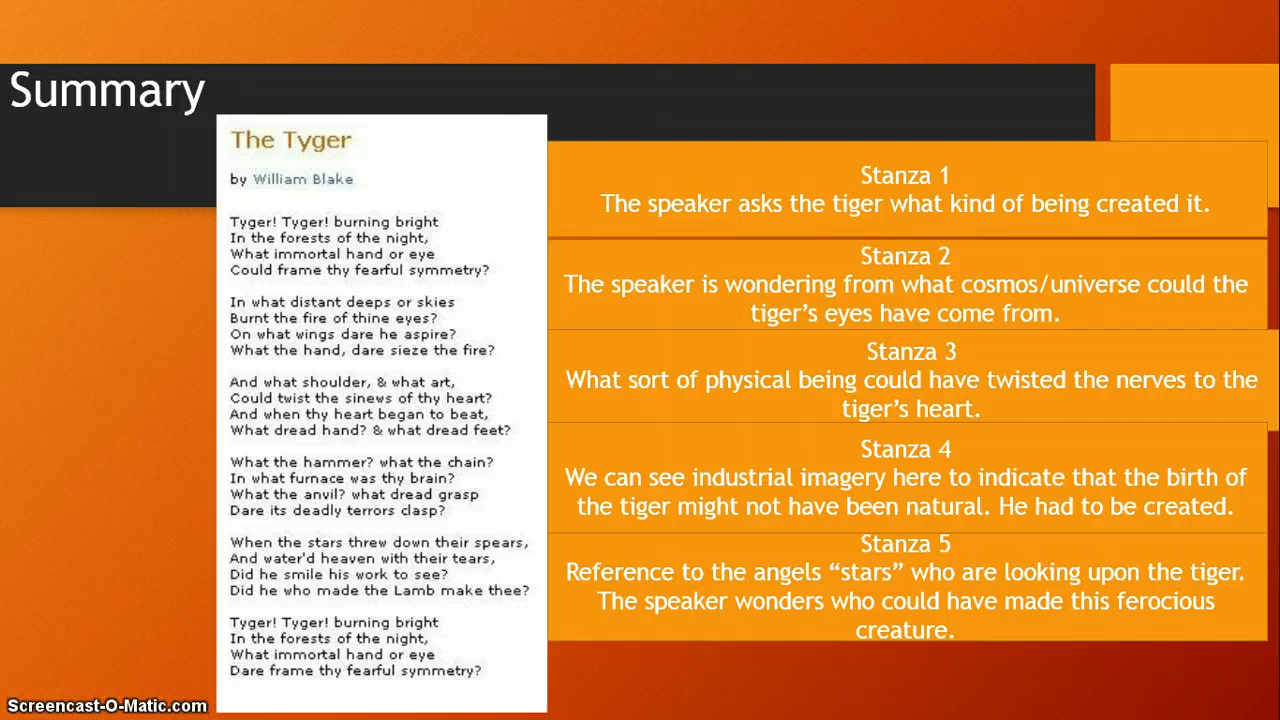 Summary
The Tyger
by William Blake
Tyger! Tyger! burning bright
In the forests of the night,
What immortal hand or eye
Could frame thy fearful symmetry?
In what distant deeps or skies
Burnt the fire of thine eyes?
On what wings dare he aspire?
What the hand, dare sieze the fire?
And what shoulder, & what art,
Could twist the sinews of thy heart?
And when thy heart began to beat,
What dread hand? & what dread feet?
What the hammer? what the chain?
In what furnace was thy brain?
What the anvil? what dread grasp
Dare its deadly terrors clasp?
When the stars threw down their spears,
And water'd heaven with their tears,
Did he smile his work to see?
Did he who made the Lamb make thee?
Tyger! Tyger! burning bright
In the forests of the night,
What immortal hand or eye
Dare frame thy fearful symmetry?
Stanza 1
The speaker asks the tiger what kind of being created it.
Stanza 2
The speaker is wondering from what cosmos/universe could the
tiger’s eyes have come from.
Stanza 3
What sort of physical being could have twisted the nerves to the
tiger’s heart.
Stanza 4
We can see industrial imagery here to indicate that the birth of
the tiger might not have been natural. He had to be created.
Stanza 5
Reference to the angels “stars” who are looking upon the tiger.
The speaker wonders who could have made this ferocious
creature.
Screencast-O-Matic.com